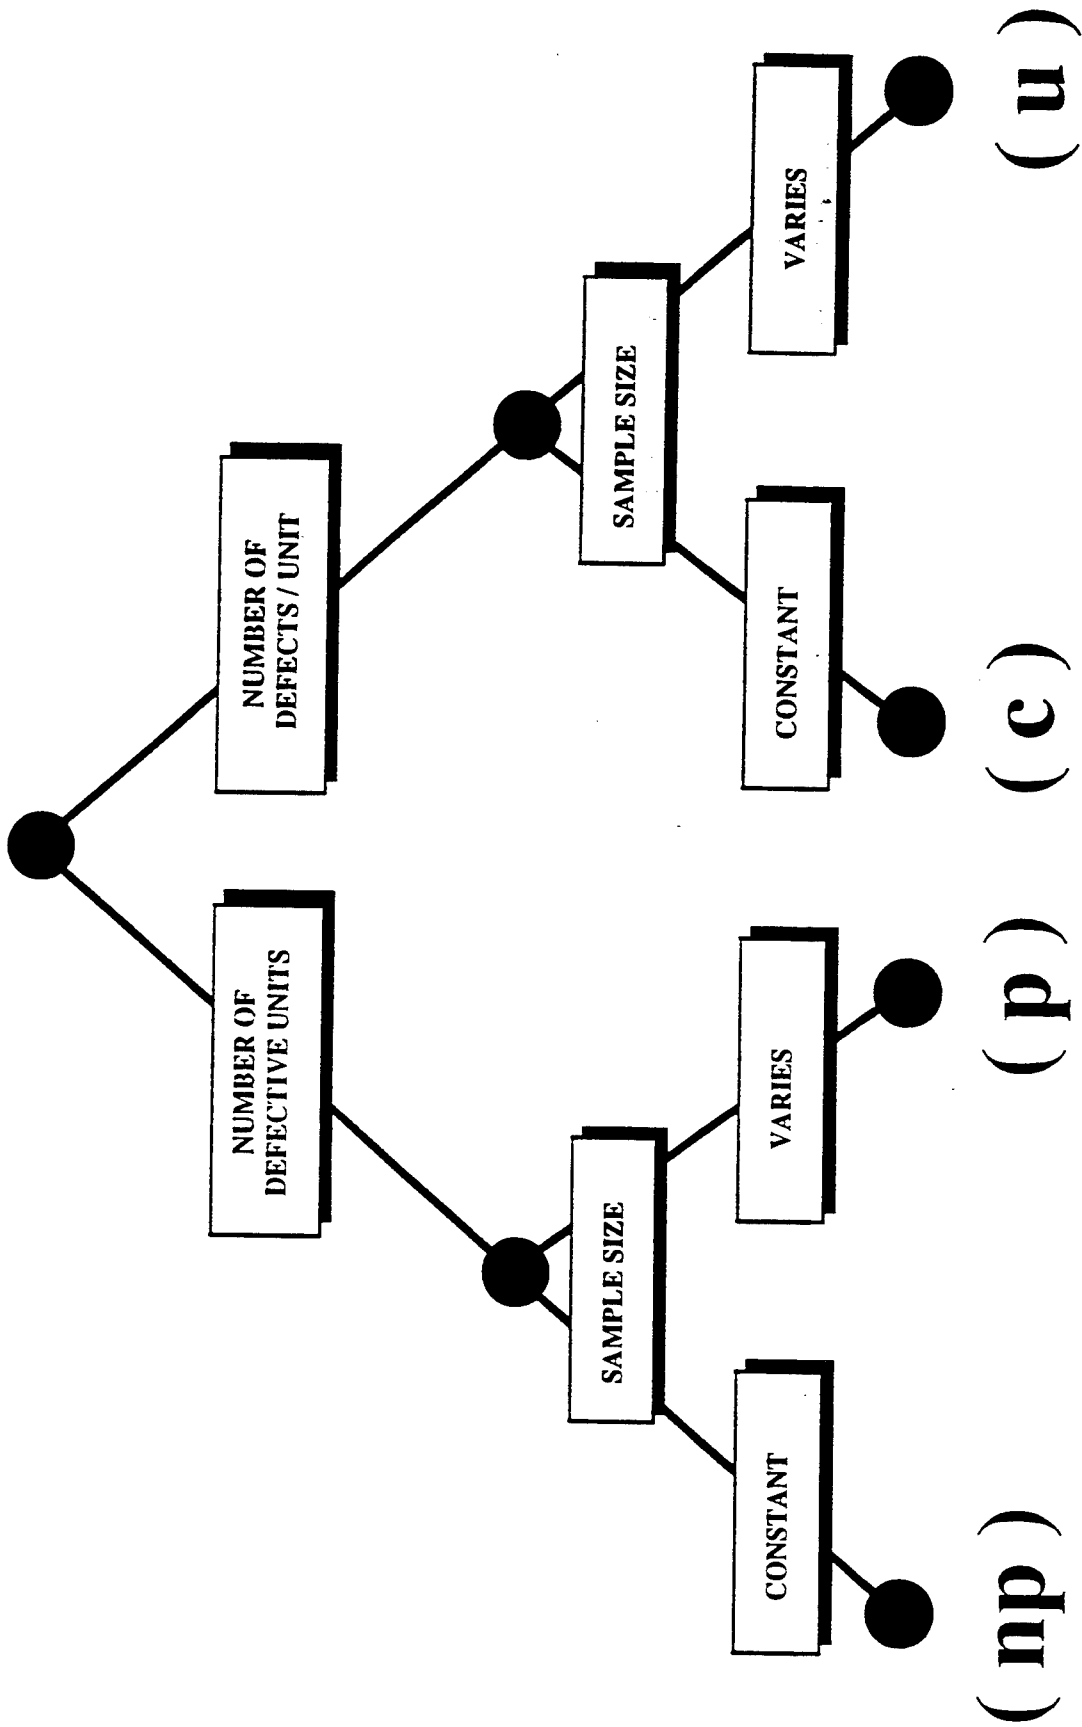 NUMBER OF
DEFECTIVE UNITS
NUMBER OF
DEFECTS / UNIT
SAMPLE SIZE
SAMPLE SIZE
CONSTANT
VARIES
CONSTANT
VARIES
( np )
( p )
( c )
( u )